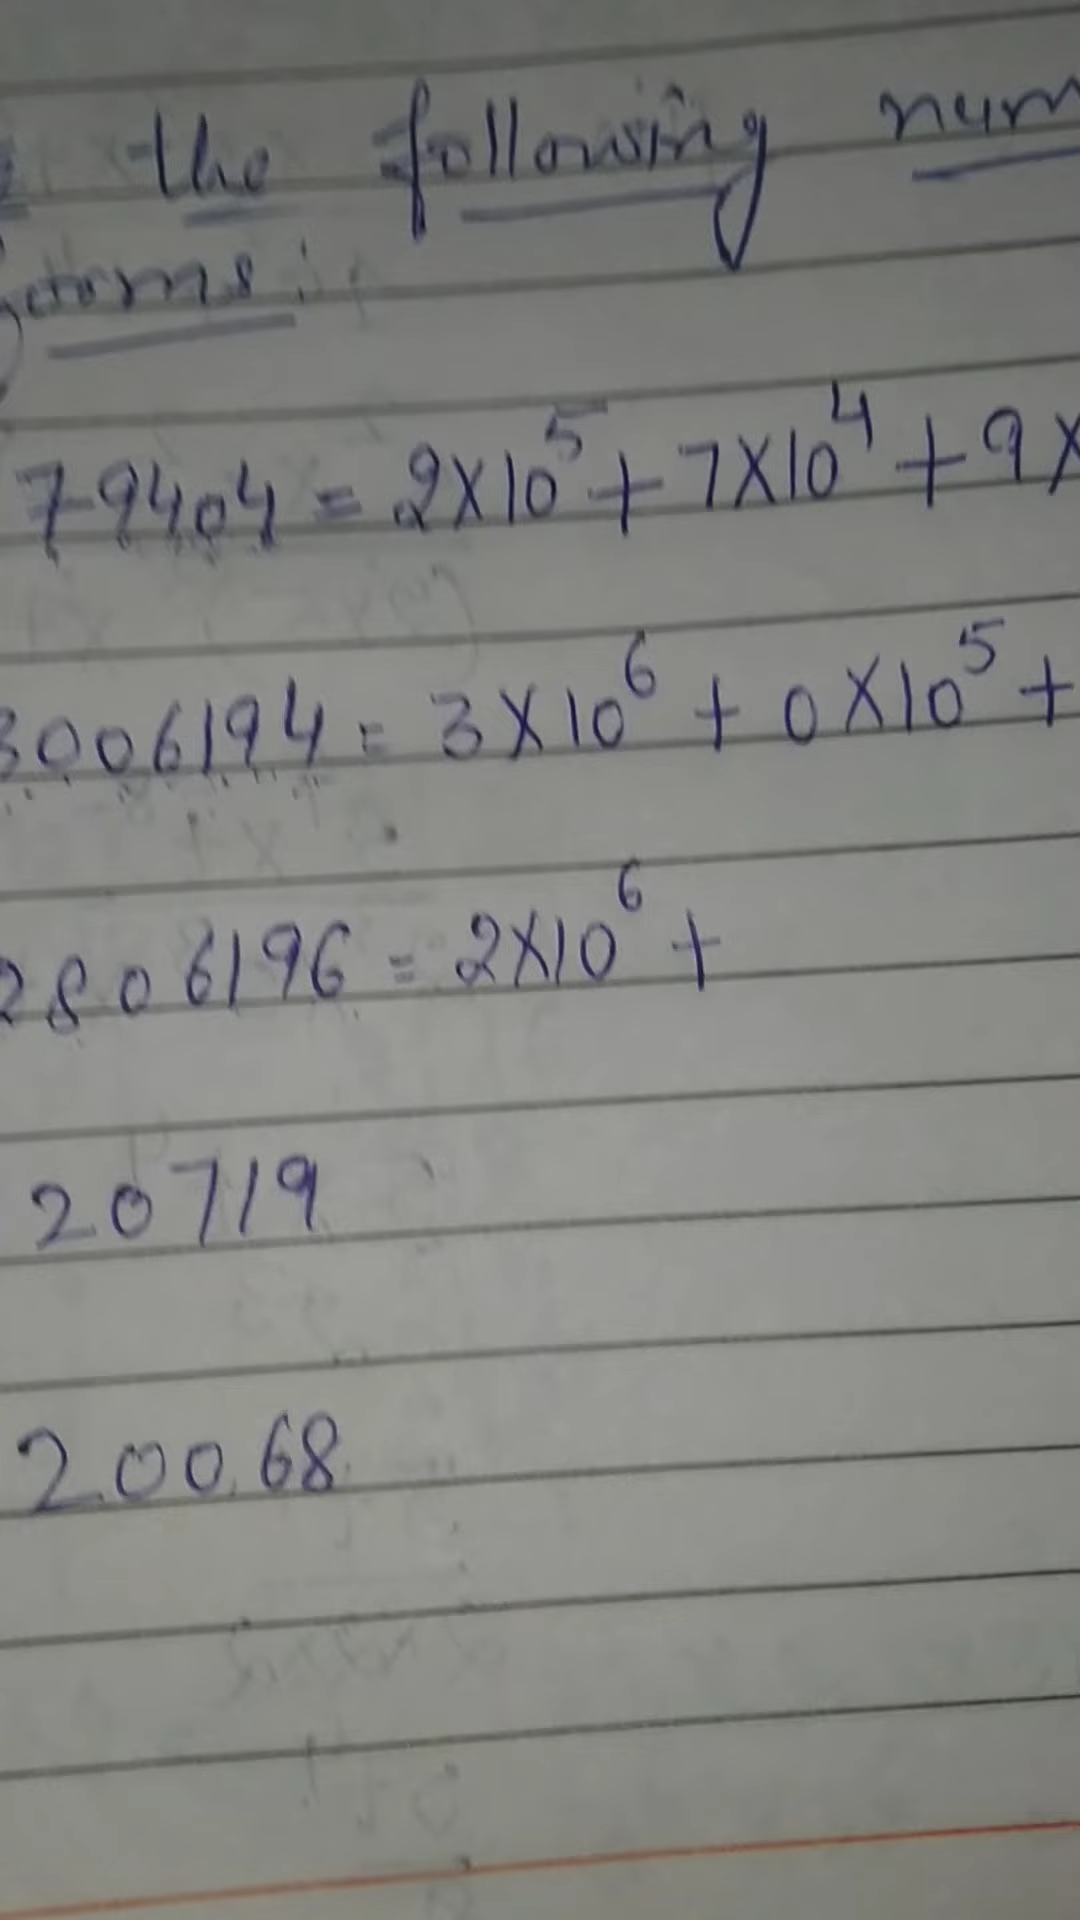 the following num
forms :
79404 = 2×10⁵ + 7×10⁴ + 9×
3006194 = 3×10⁶ + 0×10⁵ +
2806196 = 2×10⁶ +
20719
20068